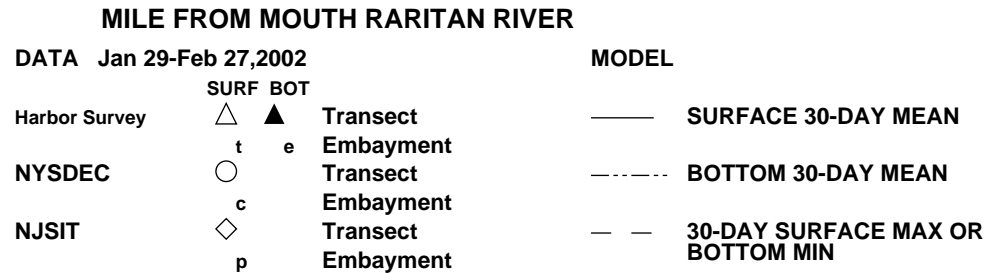 MILE FROM MOUTH RARITAN RIVER
DATA Jan 29-Feb 27,2002 MODEL
SURF BOT
Harbor Survey Transect SURFACE 30-DAY MEAN
t e Embayment
NYSDEC Transect BOTTOM 30-DAY MEAN
c Embayment
NJSIT Transect 30-DAY SURFACE MAX OR
BOTTOM MIN
p Embayment